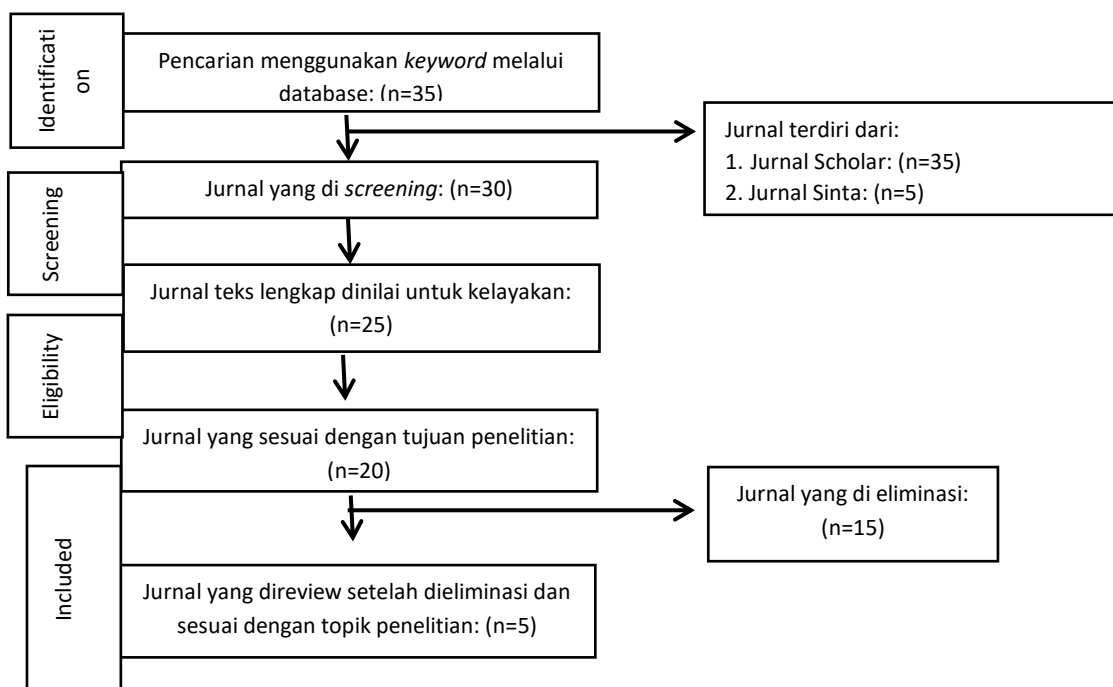 Identificati
on
Pencarian menggunakan keyword melalui
database: (n=35)
Jurnal terdiri dari:
1. Jurnal Scholar: (n=35)
2. Jurnal Sinta: (n=5)
Screening
Jurnal yang di screening: (n=30)
Jurnal teks lengkap dinilai untuk kelayakan:
(n=25)
Eligibility
Jurnal yang sesuai dengan tujuan penelitian:
(n=20)
Jurnal yang di eliminasi:
(n=15)
Included
Jurnal yang direview setelah dieliminasi dan
sesuai dengan topik penelitian: (n=5)